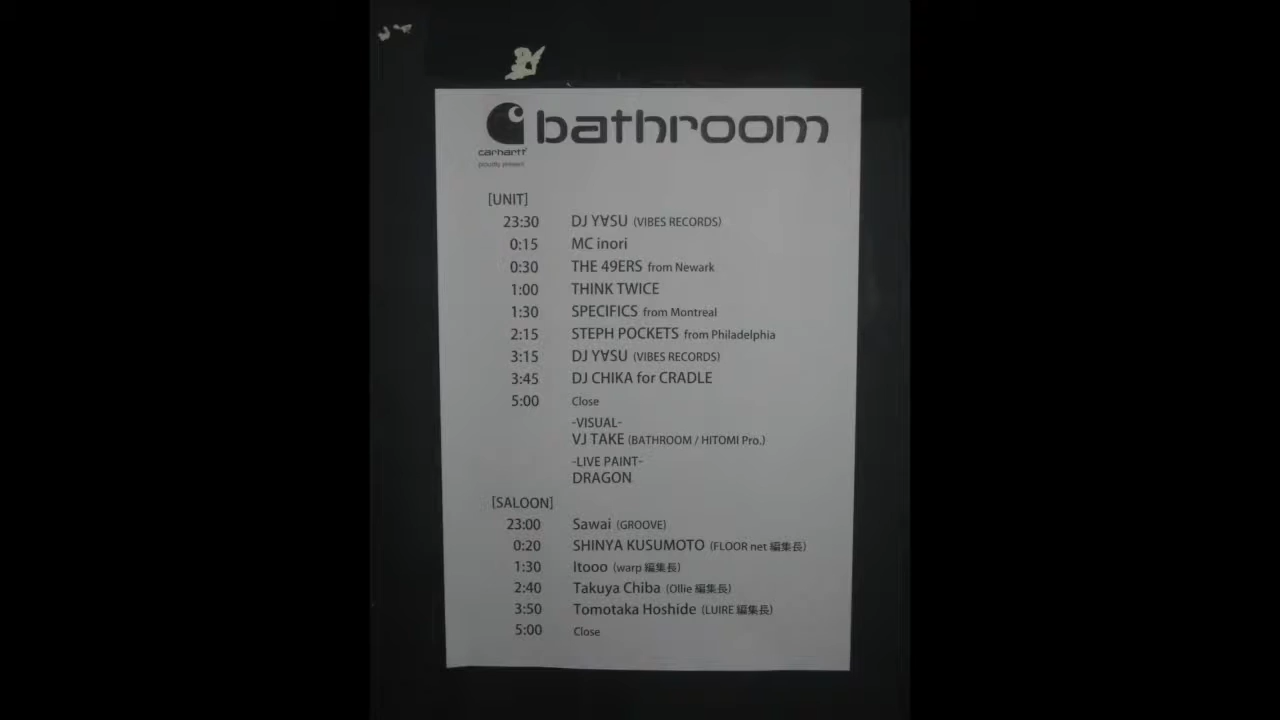 bathroom
carhartt
proudly present
[UNIT]
23:30 DJ Y∀SU (VIBES RECORDS)
0:15 MC inori
0:30 THE 49ERS from Newark
1:00 THINK TWICE
1:30 SPECIFICS from Montreal
2:15 STEPH POCKETS from Philadelphia
3:15 DJ Y∀SU (VIBES RECORDS)
3:45 DJ CHIKA for CRADLE
5:00 Close
-VISUAL-
VJ TAKE (BATHROOM / HITOMI Pro.)
-LIVE PAINT-
DRAGON
[SALOON]
23:00 Sawai (GROOVE)
0:20 SHINYA KUSUMOTO (FLOOR net 編集長)
1:30 Itooo (warp 編集長)
2:40 Takuya Chiba (Ollie 編集長)
3:50 Tomotaka Hoshide (LUIRE 編集長)
5:00 Close